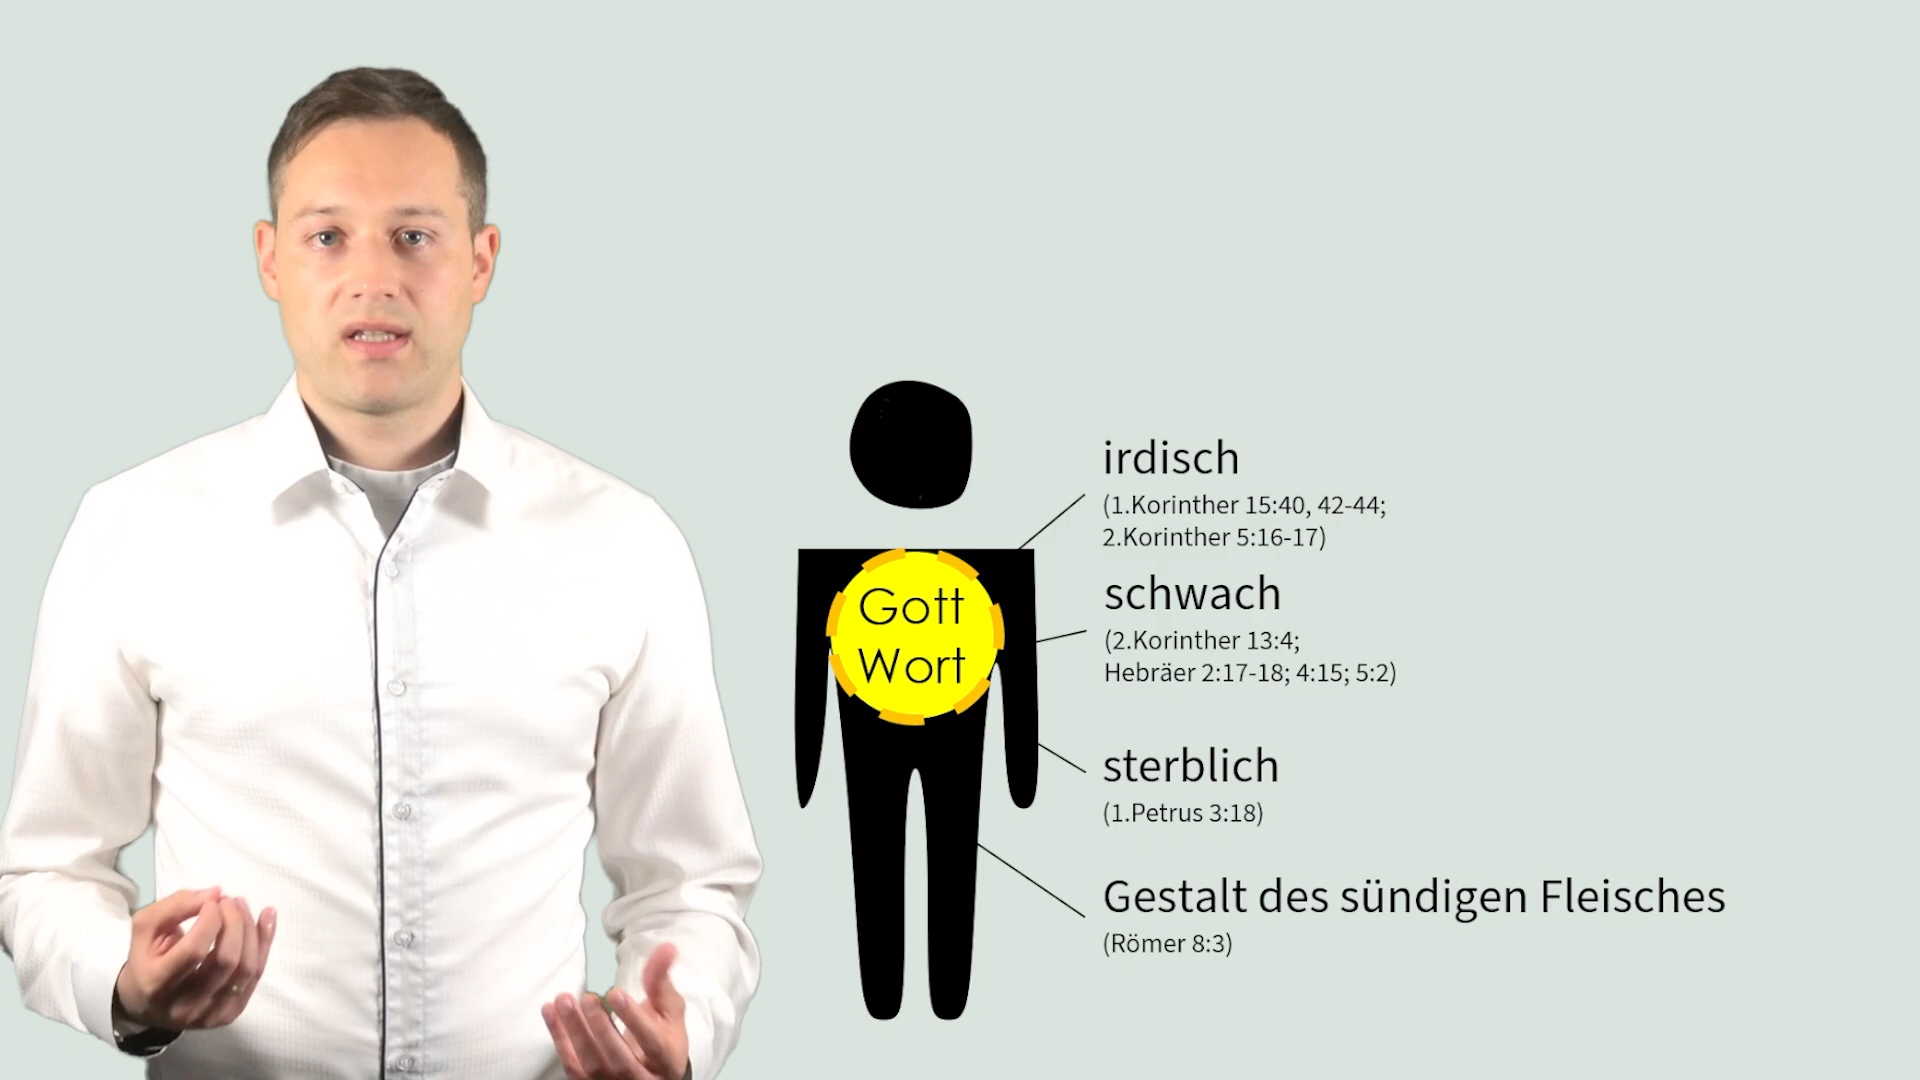 Gott
Wort
irdisch
(1.Korinther 15:40, 42-44;
2.Korinther 5:16-17)
schwach
(2.Korinther 13:4;
Hebräer 2:17-18; 4:15; 5:2)
sterblich
(1.Petrus 3:18)
Gestalt des sündigen Fleisches
(Römer 8:3)